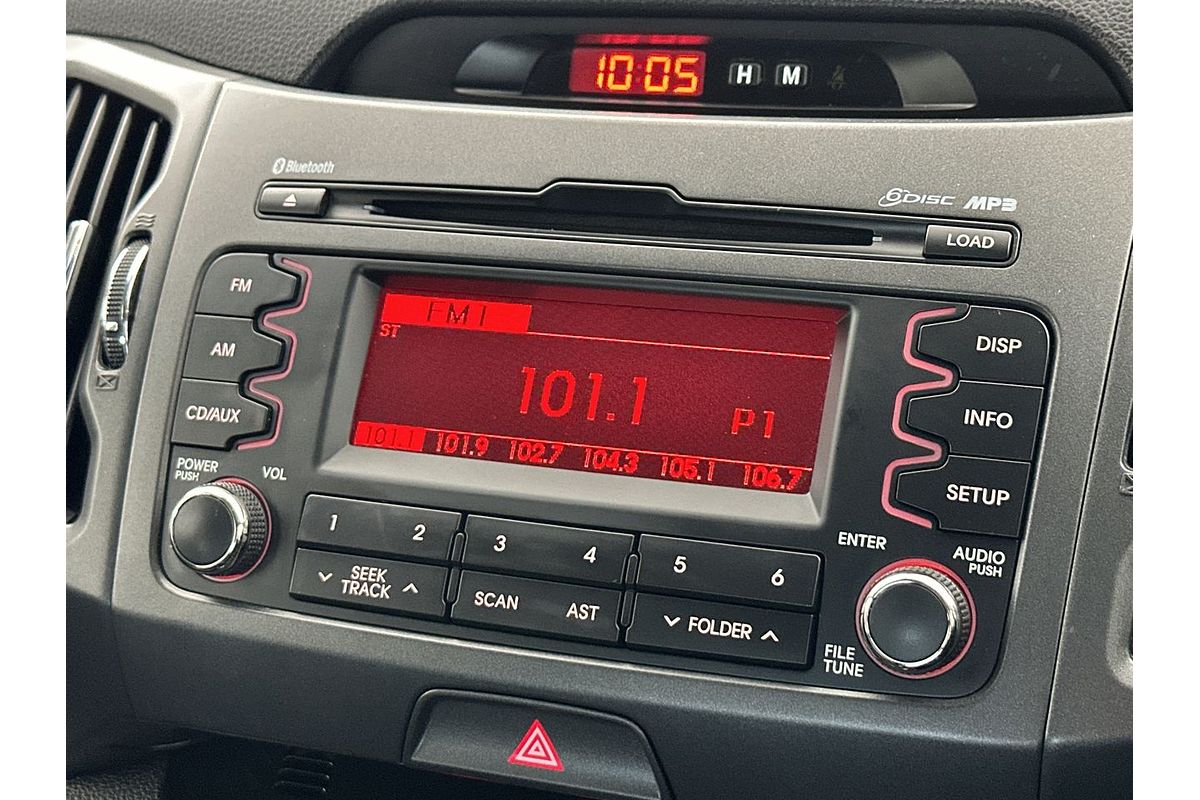 10:05
H M
Bluetooth
6 DISC MP3
LOAD
FM
AM
CD/AUX
FM1
ST
101.1
P1
101.1 101.9 102.7 104.3 105.1 106.7
DISP
INFO
SETUP
POWER
PUSH
VOL
1 2 3 4 5 6
SEEK
TRACK
SCAN AST
FOLDER
ENTER
AUDIO
PUSH
FILE
TUNE